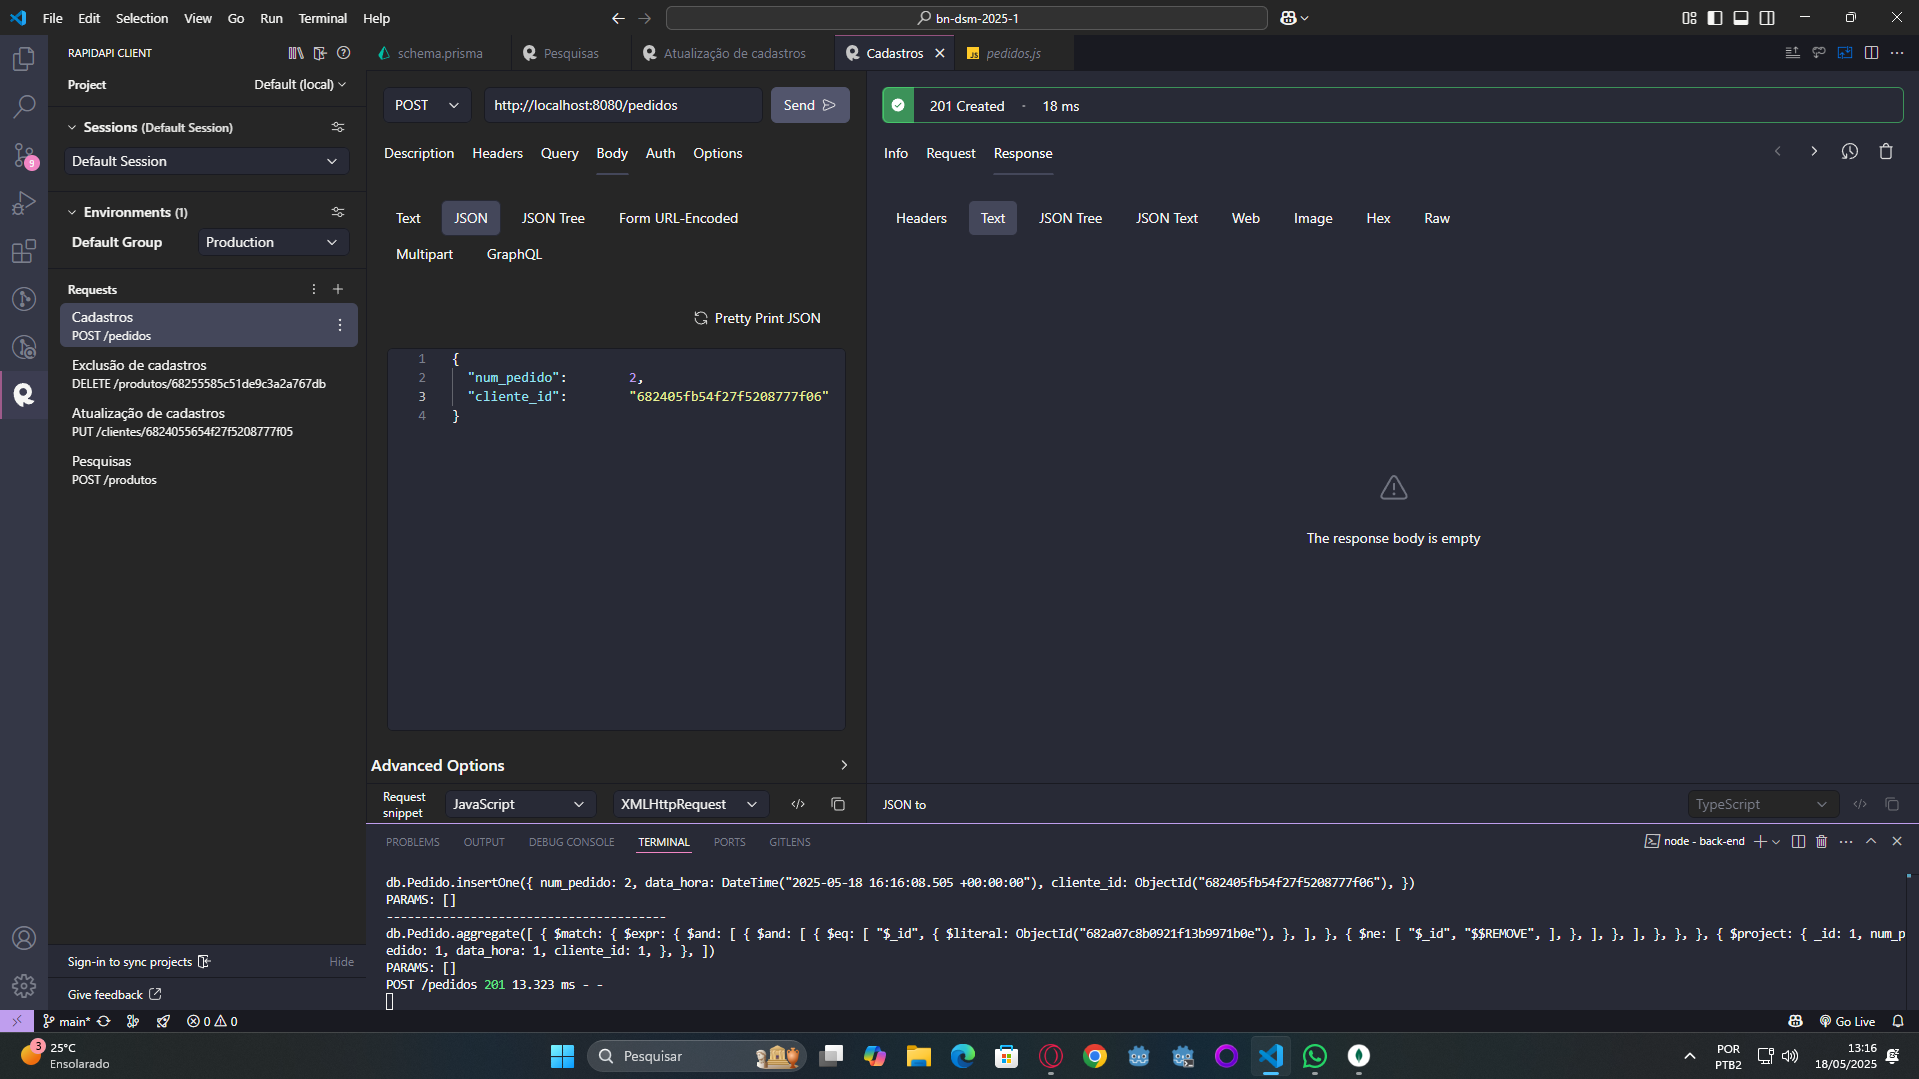 File Edit Selection View Go Run Terminal Help
bn-dsm-2025-1
RAPIDAPI CLIENT
Project
Default (local)
Sessions (Default Session)
Default Session
Environments (1)
Default Group
Production
Requests
Cadastros
POST /pedidos
Exclusão de cadastros
DELETE /produtos/68255585c51de9c3a2a767db
Atualização de cadastros
PUT /clientes/6824055654f27f5208777f05
Pesquisas
POST /produtos
Sign-in to sync projects
Hide
Give feedback
9
schema.prisma
Pesquisas
Atualização de cadastros
Cadastros
JS pedidos.js
POST
http://localhost:8080/pedidos
Send
Description Headers Query Body Auth Options
Text JSON JSON Tree Form URL-Encoded
Multipart GraphQL
Pretty Print JSON
1 {
2 "num_pedido": 2,
3 "cliente_id": "682405fb54f27f5208777f06"
4 }
Advanced Options
Request snippet
JavaScript
XMLHttpRequest
201 Created - 18 ms
Info Request Response
Headers Text JSON Tree JSON Text Web Image Hex Raw
The response body is empty
JSON to
TypeScript
PROBLEMS OUTPUT DEBUG CONSOLE TERMINAL PORTS GITLENS
node - back-end
db.Pedido.insertOne({ num_pedido: 2, data_hora: DateTime("2025-05-18 16:16:08.505 +00:00:00"), cliente_id: ObjectId("682405fb54f27f5208777f06"), })
PARAMS: []
----------------------------------------
db.Pedido.aggregate([ { $match: { $expr: { $and: [ { $and: [ { $eq: [ "$_id", { $literal: ObjectId("682a07c8b0921f13b9971b0e"), }, ], }, { $ne: [ "$_id", "$$REMOVE", ], }, ], }, ], }, }, }, { $project: { _id: 1, num_p
edido: 1, data_hora: 1, cliente_id: 1, }, }, ])
PARAMS: []
POST /pedidos 201 13.323 ms - -
main* 0 0
Go Live
3
25°C
Ensolarado
Pesquisar
POR
PTB2
13:16
18/05/2025